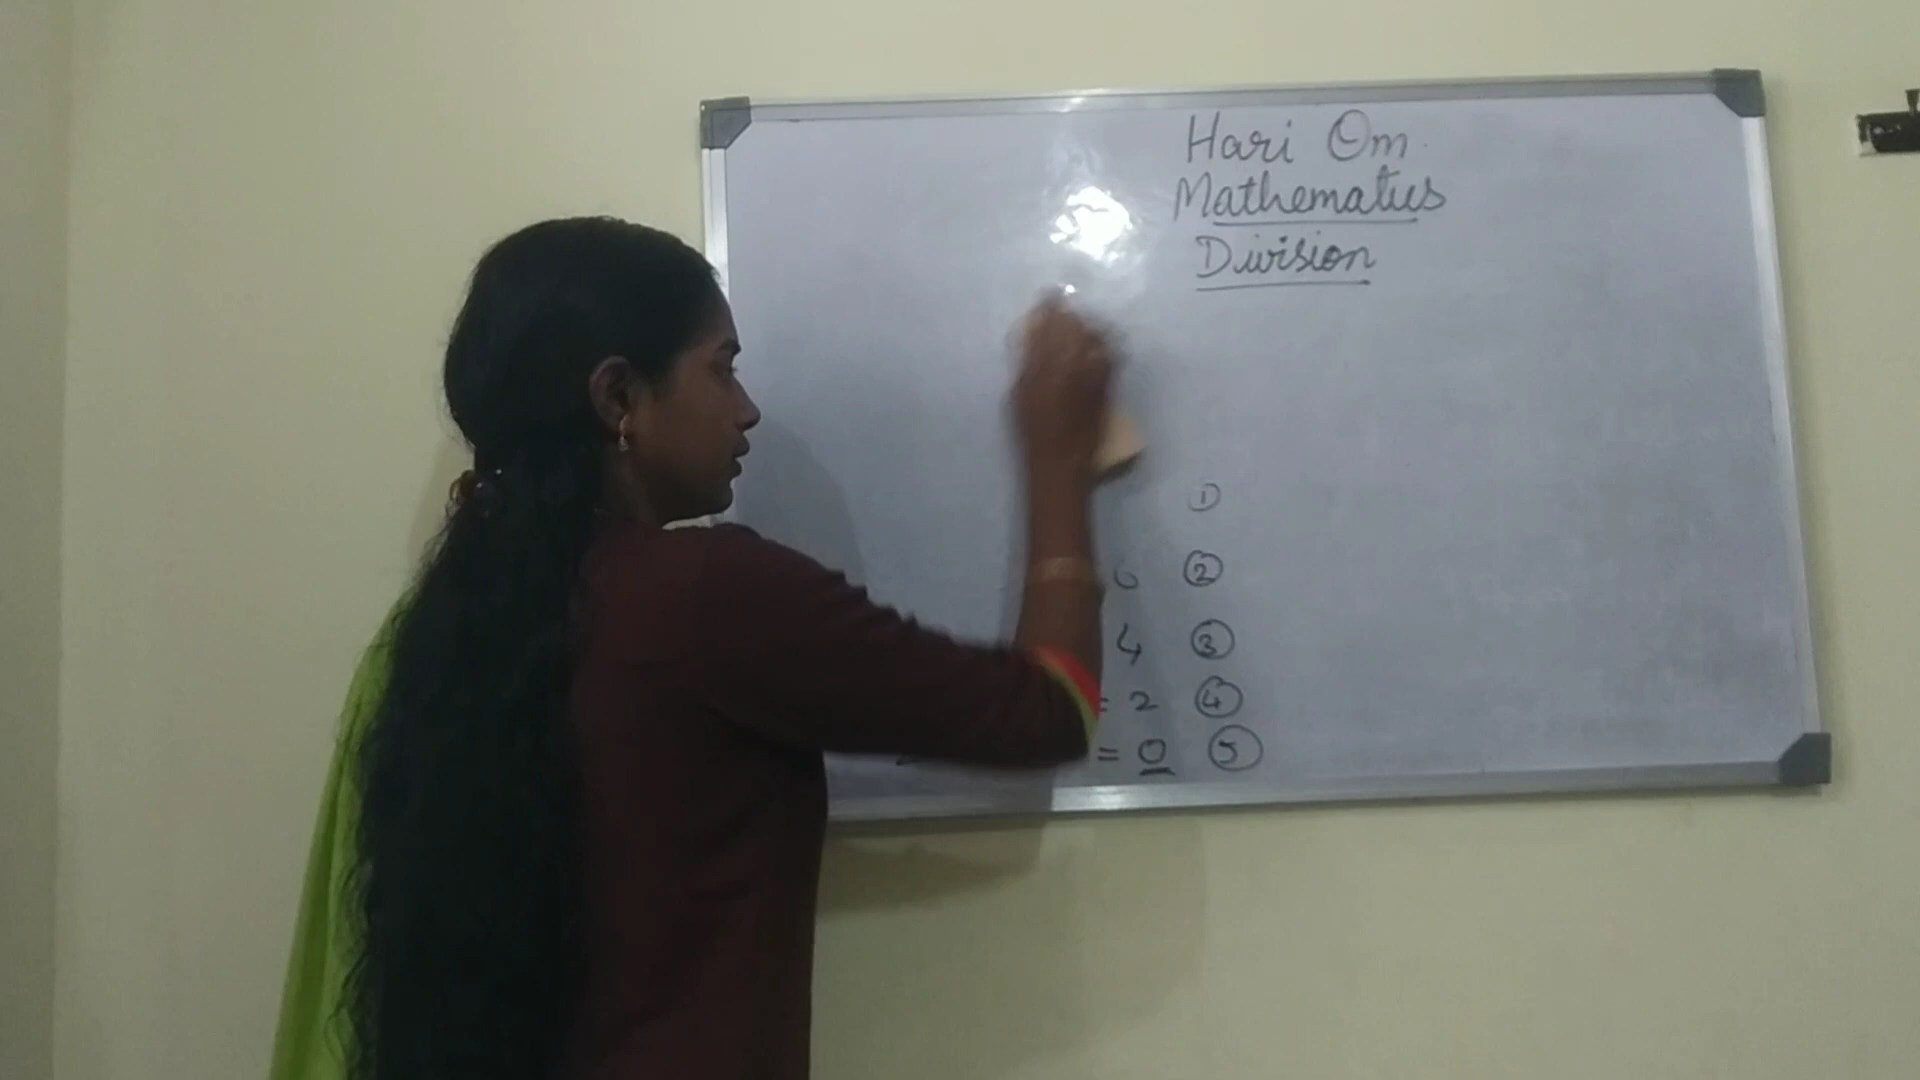 Hari Om
Mathematics
Division
①
6 ②
4 ③
= 2 ④
= 0 ⑤